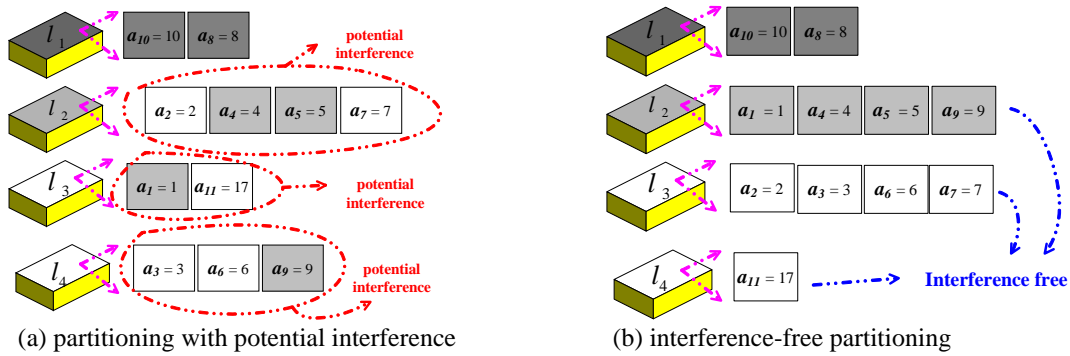 l1 a10 = 10 a8 = 8
potential
interference
l2 a2 = 2 a4 = 4 a5 = 5 a7 = 7
l3 a1 = 1 a11 = 17
potential
interference
l4 a3 = 3 a6 = 6 a9 = 9
potential
interference
(a) partitioning with potential interference
l1 a10 = 10 a8 = 8
l2 a1 = 1 a4 = 4 a5 = 5 a9 = 9
l3 a2 = 2 a3 = 3 a6 = 6 a7 = 7
l4 a11 = 17
Interference free
(b) interference-free partitioning